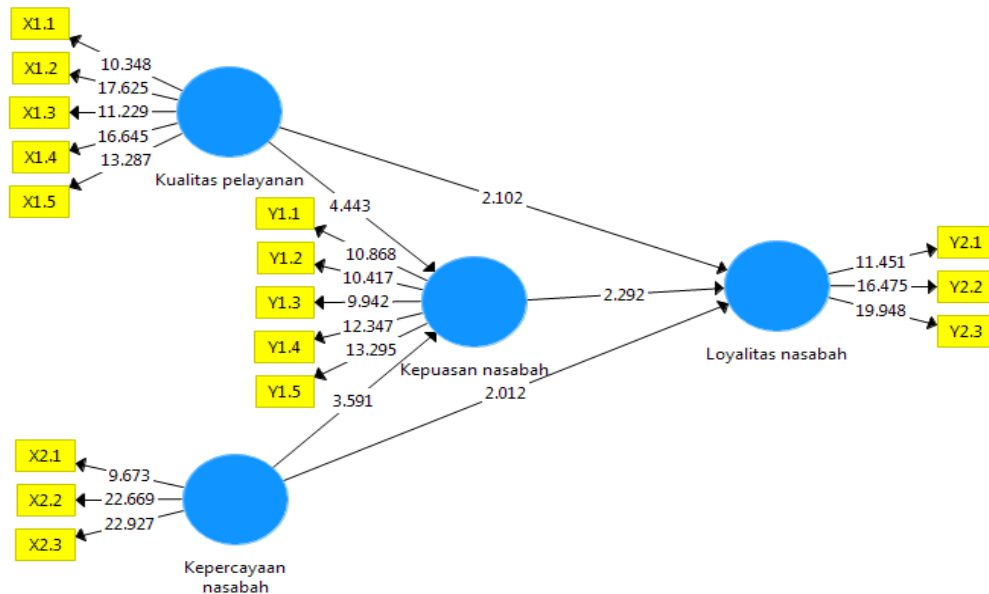 X1.1
X1.2
X1.3
X1.4
X1.5
10.348
17.625
11.229
16.645
13.287
Kualitas pelayanan
4.443
2.102
Y1.1
Y1.2
Y1.3
Y1.4
Y1.5
10.868
10.417
9.942
12.347
13.295
Kepuasan nasabah
2.292
3.591
2.012
Loyalitas nasabah
11.451
16.475
19.948
Y2.1
Y2.2
Y2.3
X2.1
X2.2
X2.3
9.673
22.669
22.927
Kepercayaan
nasabah